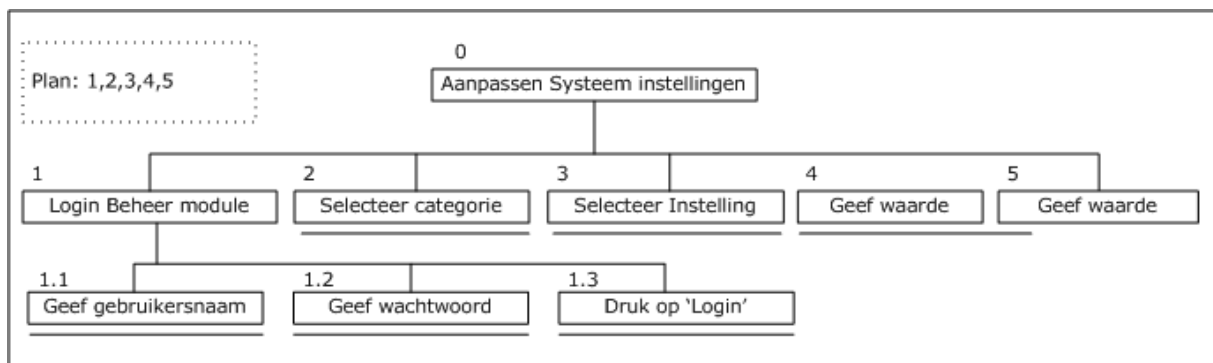 0
Plan: 1,2,3,4,5
Aanpassen Systeem instellingen
1 2 3 4 5
Login Beheer module Selecteer categorie Selecteer Instelling Geef waarde Geef waarde
1.1 1.2 1.3
Geef gebruikersnaam Geef wachtwoord Druk op ‘Login’